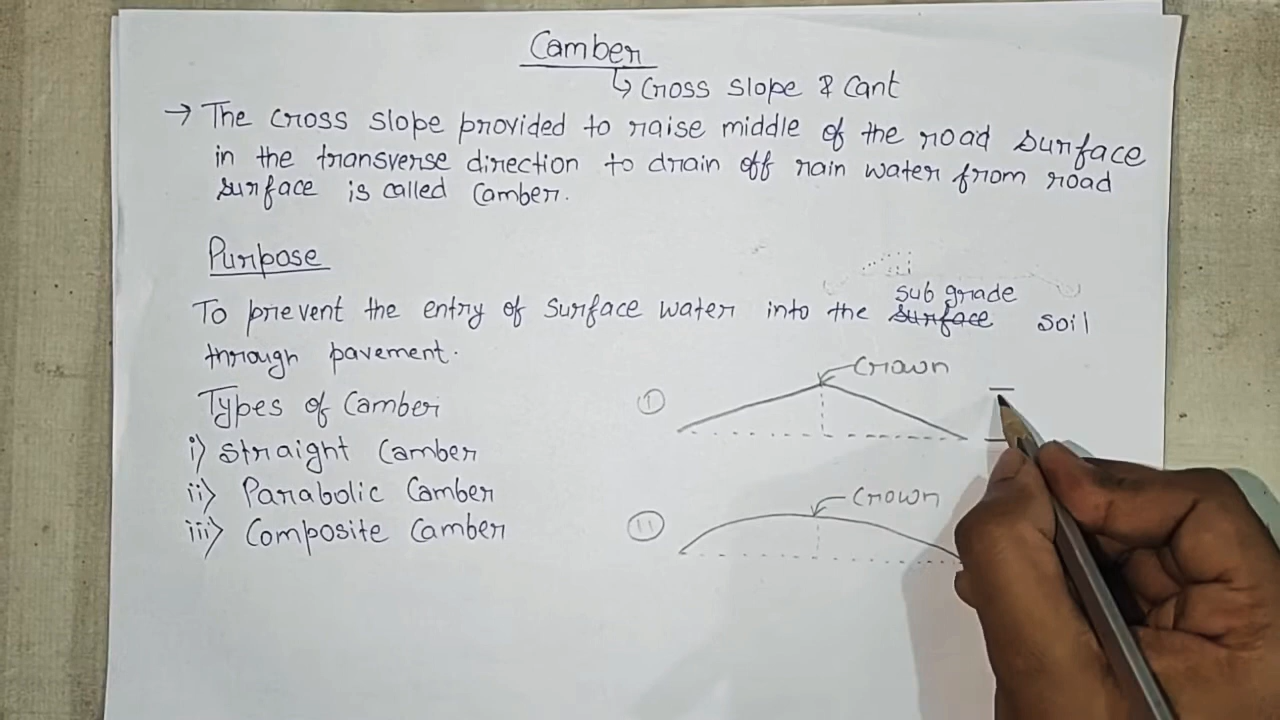 Camber
↳ Cross slope & Cant
→ The cross slope provided to raise middle of the road surface
in the transverse direction to drain off rain water from road
surface is called Camber.
Purpose
To prevent the entry of surface water into the surface soil
sub grade
through pavement.
Types of Camber
i) Straight Camber
ii) Parabolic Camber
iii) Composite Camber
I Crown
II Crown